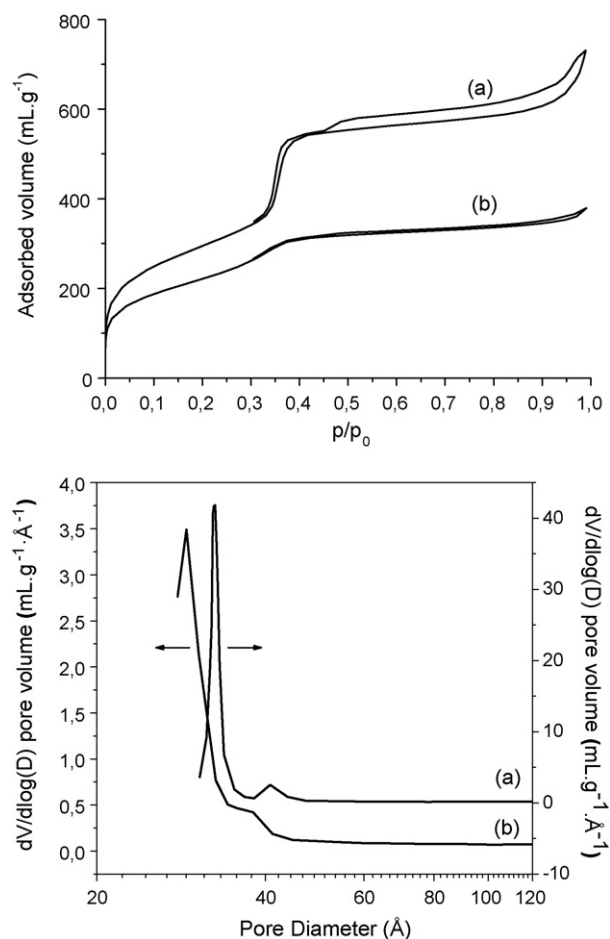 800
600
400
200
0
Adsorbed volume (mL.g⁻¹)
(a)
(b)
0,0 0,1 0,2 0,3 0,4 0,5 0,6 0,7 0,8 0,9 1,0
p/p₀
4,0
3,5
3,0
2,5
2,0
1,5
1,0
0,5
0,0
dV/dlog(D) pore volume (mL.g⁻¹.Å⁻¹)
40
30
20
10
0
-10
dV/dlog(D) pore volume (mL.g⁻¹.Å⁻¹)
(a)
(b)
20 40 60 80 100 120
Pore Diameter (Å)